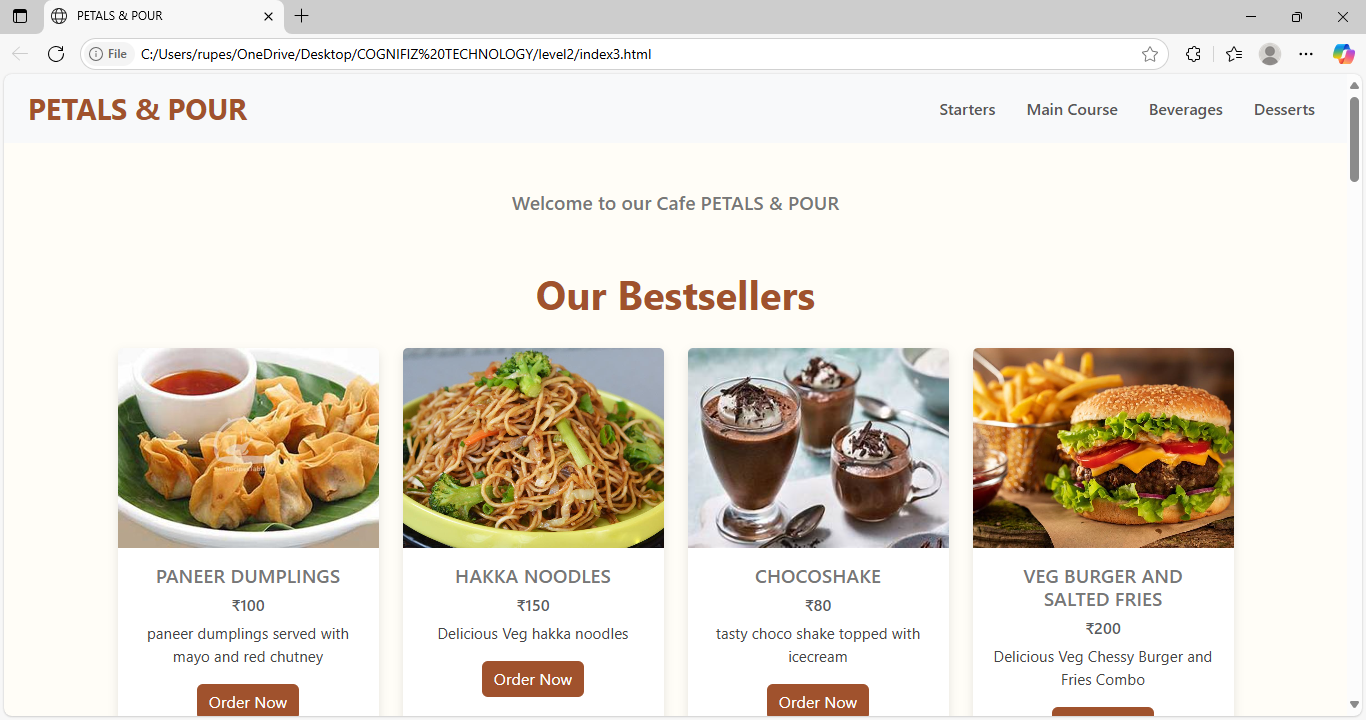 PETALS & POUR
File
C:/Users/rupes/OneDrive/Desktop/COGNIFIZ%20TECHNOLOGY/level2/index3.html
PETALS & POUR
Starters
Main Course
Beverages
Desserts
Welcome to our Cafe PETALS & POUR
Our Bestsellers
PANEER DUMPLINGS
₹100
paneer dumplings served with
mayo and red chutney
Order Now
HAKKA NOODLES
₹150
Delicious Veg hakka noodles
Order Now
CHOCOSHAKE
₹80
tasty choco shake topped with
icecream
Order Now
VEG BURGER AND
SALTED FRIES
₹200
Delicious Veg Chessy Burger and
Fries Combo